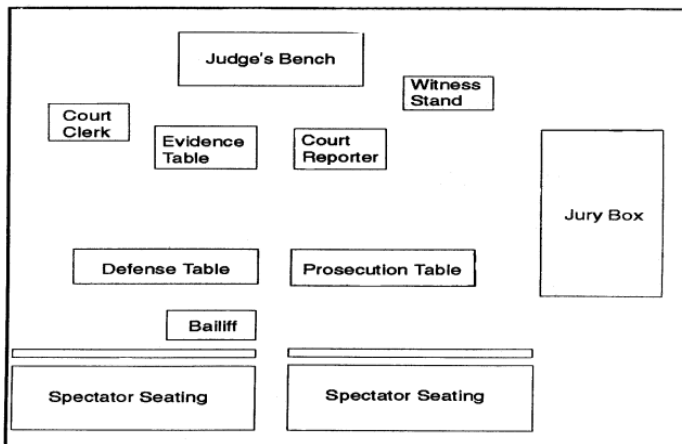 Judge's Bench
Witness
Stand
Court
Clerk
Evidence
Table
Court
Reporter
Jury Box
Defense Table
Prosecution Table
Bailiff
Spectator Seating
Spectator Seating